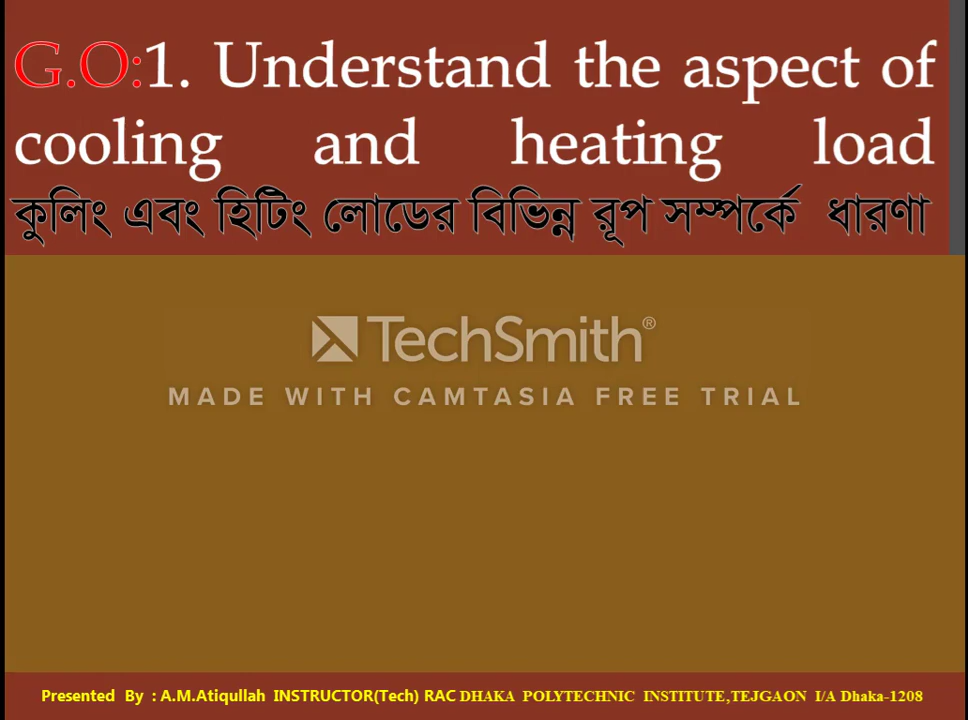 G.O:1. Understand the aspect of
cooling and heating load
কুলিং এবং হিটিং লোডের বিভিন্ন রূপ সম্পর্কে ধারণা
TechSmith®
MADE WITH CAMTASIA FREE TRIAL
Presented By : A.M.Atiqullah INSTRUCTOR(Tech) RAC DHAKA POLYTECHNIC INSTITUTE,TEJGAON I/A Dhaka-1208